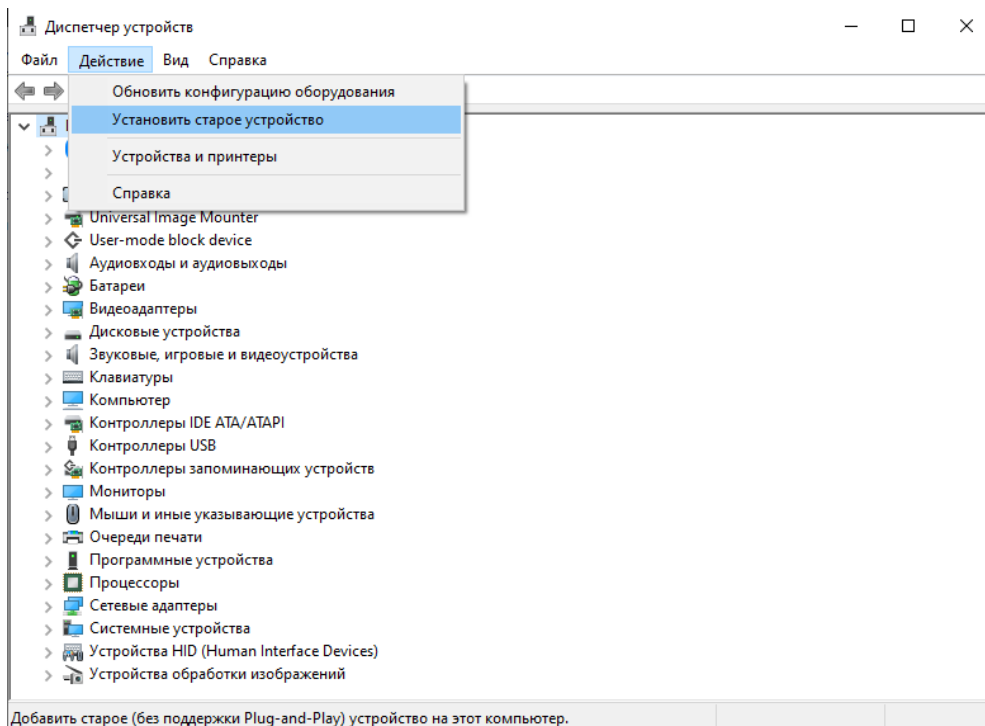 Диспетчер устройств
Файл Действие Вид Справка
Обновить конфигурацию оборудования
Установить старое устройство
Устройства и принтеры
Справка
Universal Image Mounter
User-mode block device
Аудиовходы и аудиовыходы
Батареи
Видеоадаптеры
Дисковые устройства
Звуковые, игровые и видеоустройства
Клавиатуры
Компьютер
Контроллеры IDE ATA/ATAPI
Контроллеры USB
Контроллеры запоминающих устройств
Мониторы
Мыши и иные указывающие устройства
Очереди печати
Программные устройства
Процессоры
Сетевые адаптеры
Системные устройства
Устройства HID (Human Interface Devices)
Устройства обработки изображений
Добавить старое (без поддержки Plug-and-Play) устройство на этот компьютер.